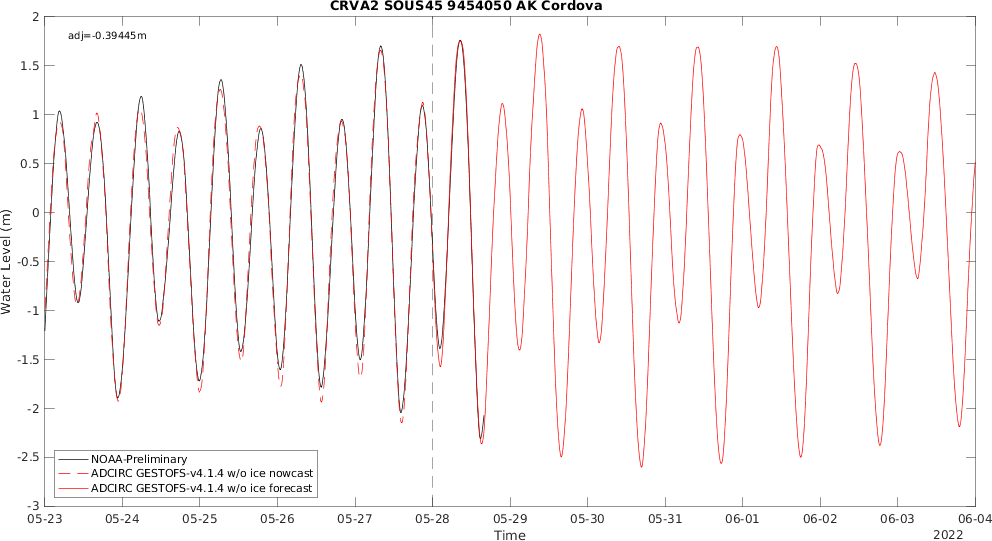 CRVA2 SOUS45 9454050 AK Cordova
adj=-0.39445m
2
1.5
1
0.5
0
-0.5
-1
-1.5
-2
-2.5
-3
Water Level (m)
NOAA-Preliminary
ADCIRC GESTOFS-v4.1.4 w/o ice nowcast
ADCIRC GESTOFS-v4.1.4 w/o ice forecast
05-23 05-24 05-25 05-26 05-27 05-28 05-29 05-30 05-31 06-01 06-02 06-03 06-04
Time
2022